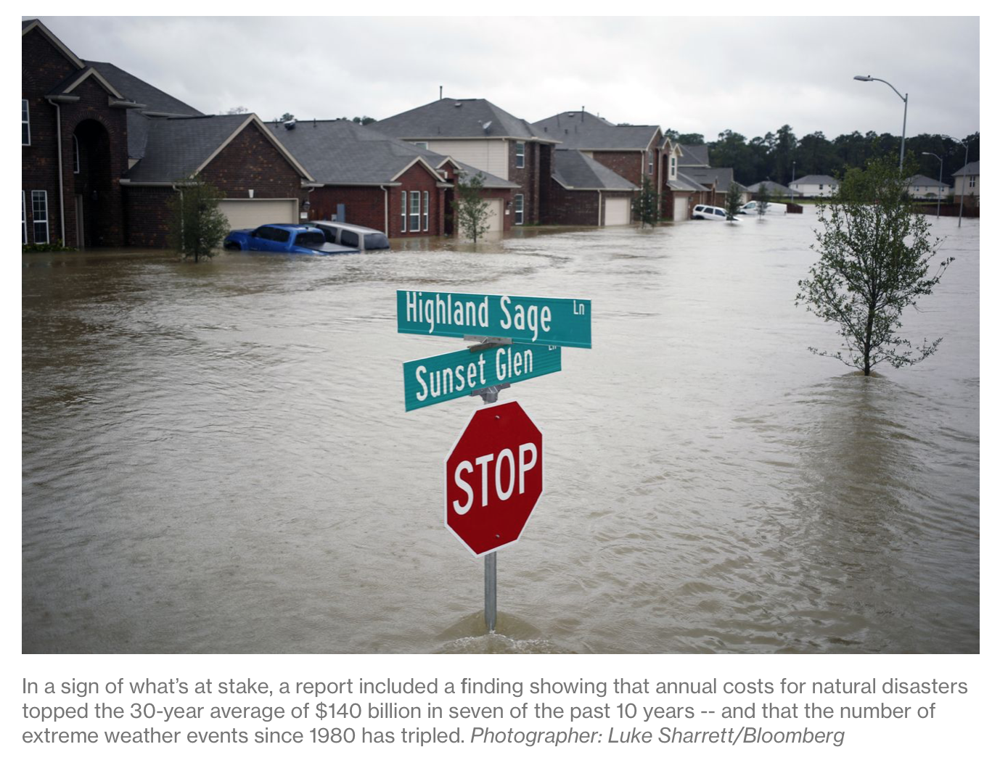 Highland Sage Ln
Sunset Glen Ln
STOP
In a sign of what's at stake, a report included a finding showing that annual costs for natural disasters
topped the 30-year average of $140 billion in seven of the past 10 years -- and that the number of
extreme weather events since 1980 has tripled. Photographer: Luke Sharrett/Bloomberg